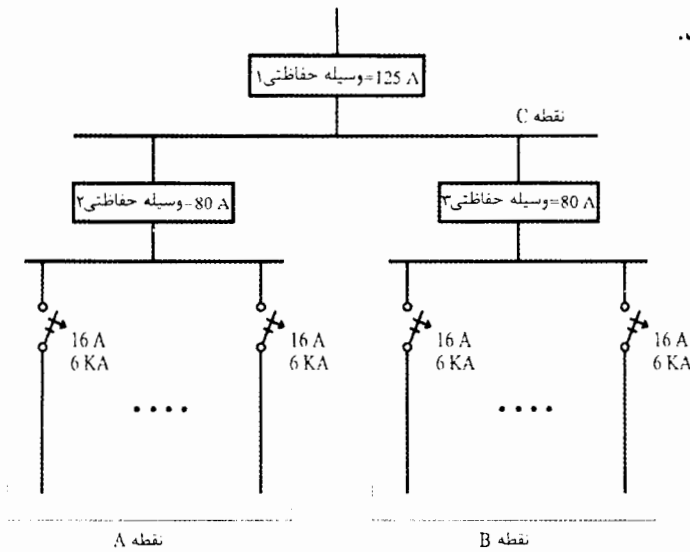 وسیله حفاظتی۱=125 A
نقطه C
وسیله حفاظتی۲=80 A
وسیله حفاظتی۳=80 A
16 A
6 KA
16 A
6 KA
16 A
6 KA
16 A
6 KA
نقطه A
نقطه B